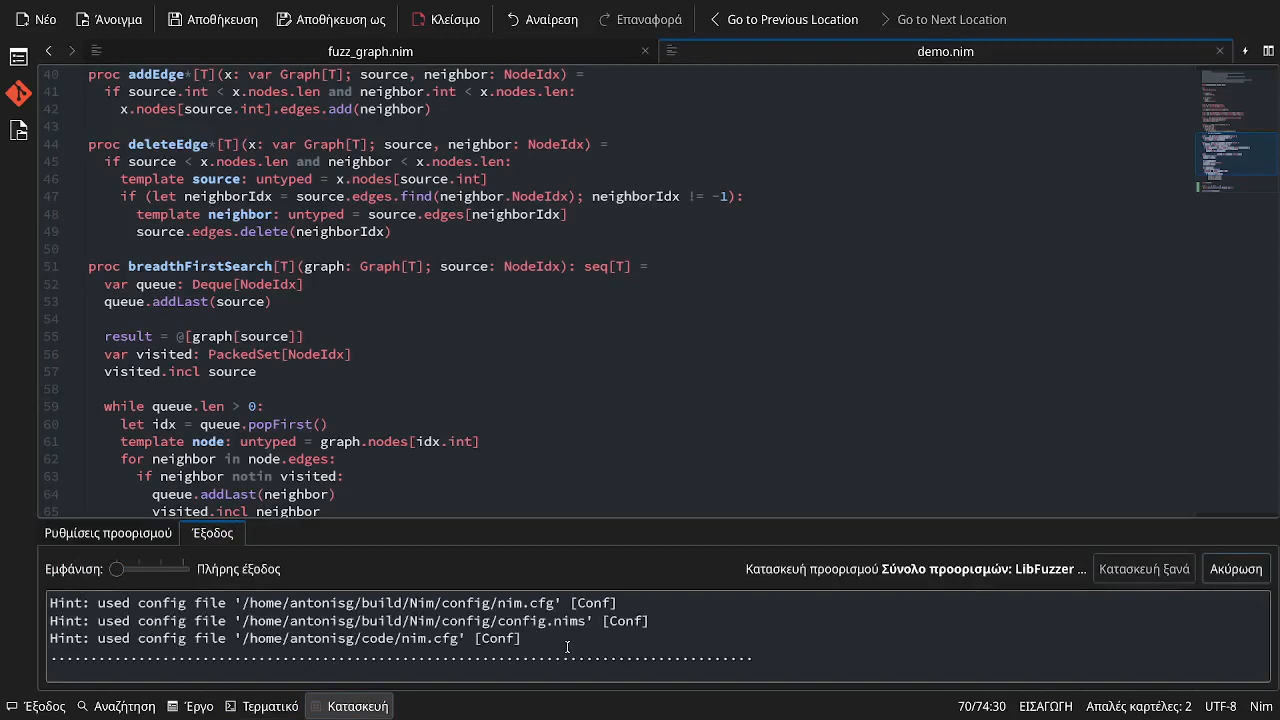 Νέο Άνοιγμα Αποθήκευση Αποθήκευση ως Κλείσιμο Αναίρεση Επαναφορά Go to Previous Location Go to Next Location
fuzz_graph.nim demo.nim
40 proc addEdge*[T](x: var Graph[T]; source, neighbor: NodeIdx) =
41 if source.int < x.nodes.len and neighbor.int < x.nodes.len:
42 x.nodes[source.int].edges.add(neighbor)
43
44 proc deleteEdge*[T](x: var Graph[T]; source, neighbor: NodeIdx) =
45 if source < x.nodes.len and neighbor < x.nodes.len:
46 template source: untyped = x.nodes[source.int]
47 if (let neighborIdx = source.edges.find(neighbor.NodeIdx); neighborIdx != -1):
48 template neighbor: untyped = source.edges[neighborIdx]
49 source.edges.delete(neighborIdx)
50
51 proc breadthFirstSearch[T](graph: Graph[T]; source: NodeIdx): seq[T] =
52 var queue: Deque[NodeIdx]
53 queue.addLast(source)
54
55 result = @[graph[source]]
56 var visited: PackedSet[NodeIdx]
57 visited.incl source
58
59 while queue.len > 0:
60 let idx = queue.popFirst()
61 template node: untyped = graph.nodes[idx.int]
62 for neighbor in node.edges:
63 if neighbor notin visited:
64 queue.addLast(neighbor)
65 visited.incl neighbor
Ρυθμίσεις προορισμού Έξοδος
Εμφάνιση: Πλήρης έξοδος Κατασκευή προορισμού Σύνολο προορισμών: LibFuzzer ... Κατασκευή ξανά Ακύρωση
Hint: used config file '/home/antonisg/build/Nim/config/nim.cfg' [Conf]
Hint: used config file '/home/antonisg/build/Nim/config/config.nims' [Conf]
Hint: used config file '/home/antonisg/code/nim.cfg' [Conf]
........................................................................................
Έξοδος Αναζήτηση Έργο Τερματικό Κατασκευή 70/74:30 ΕΙΣΑΓΩΓΗ Απαλές καρτέλες: 2 UTF-8 Nim